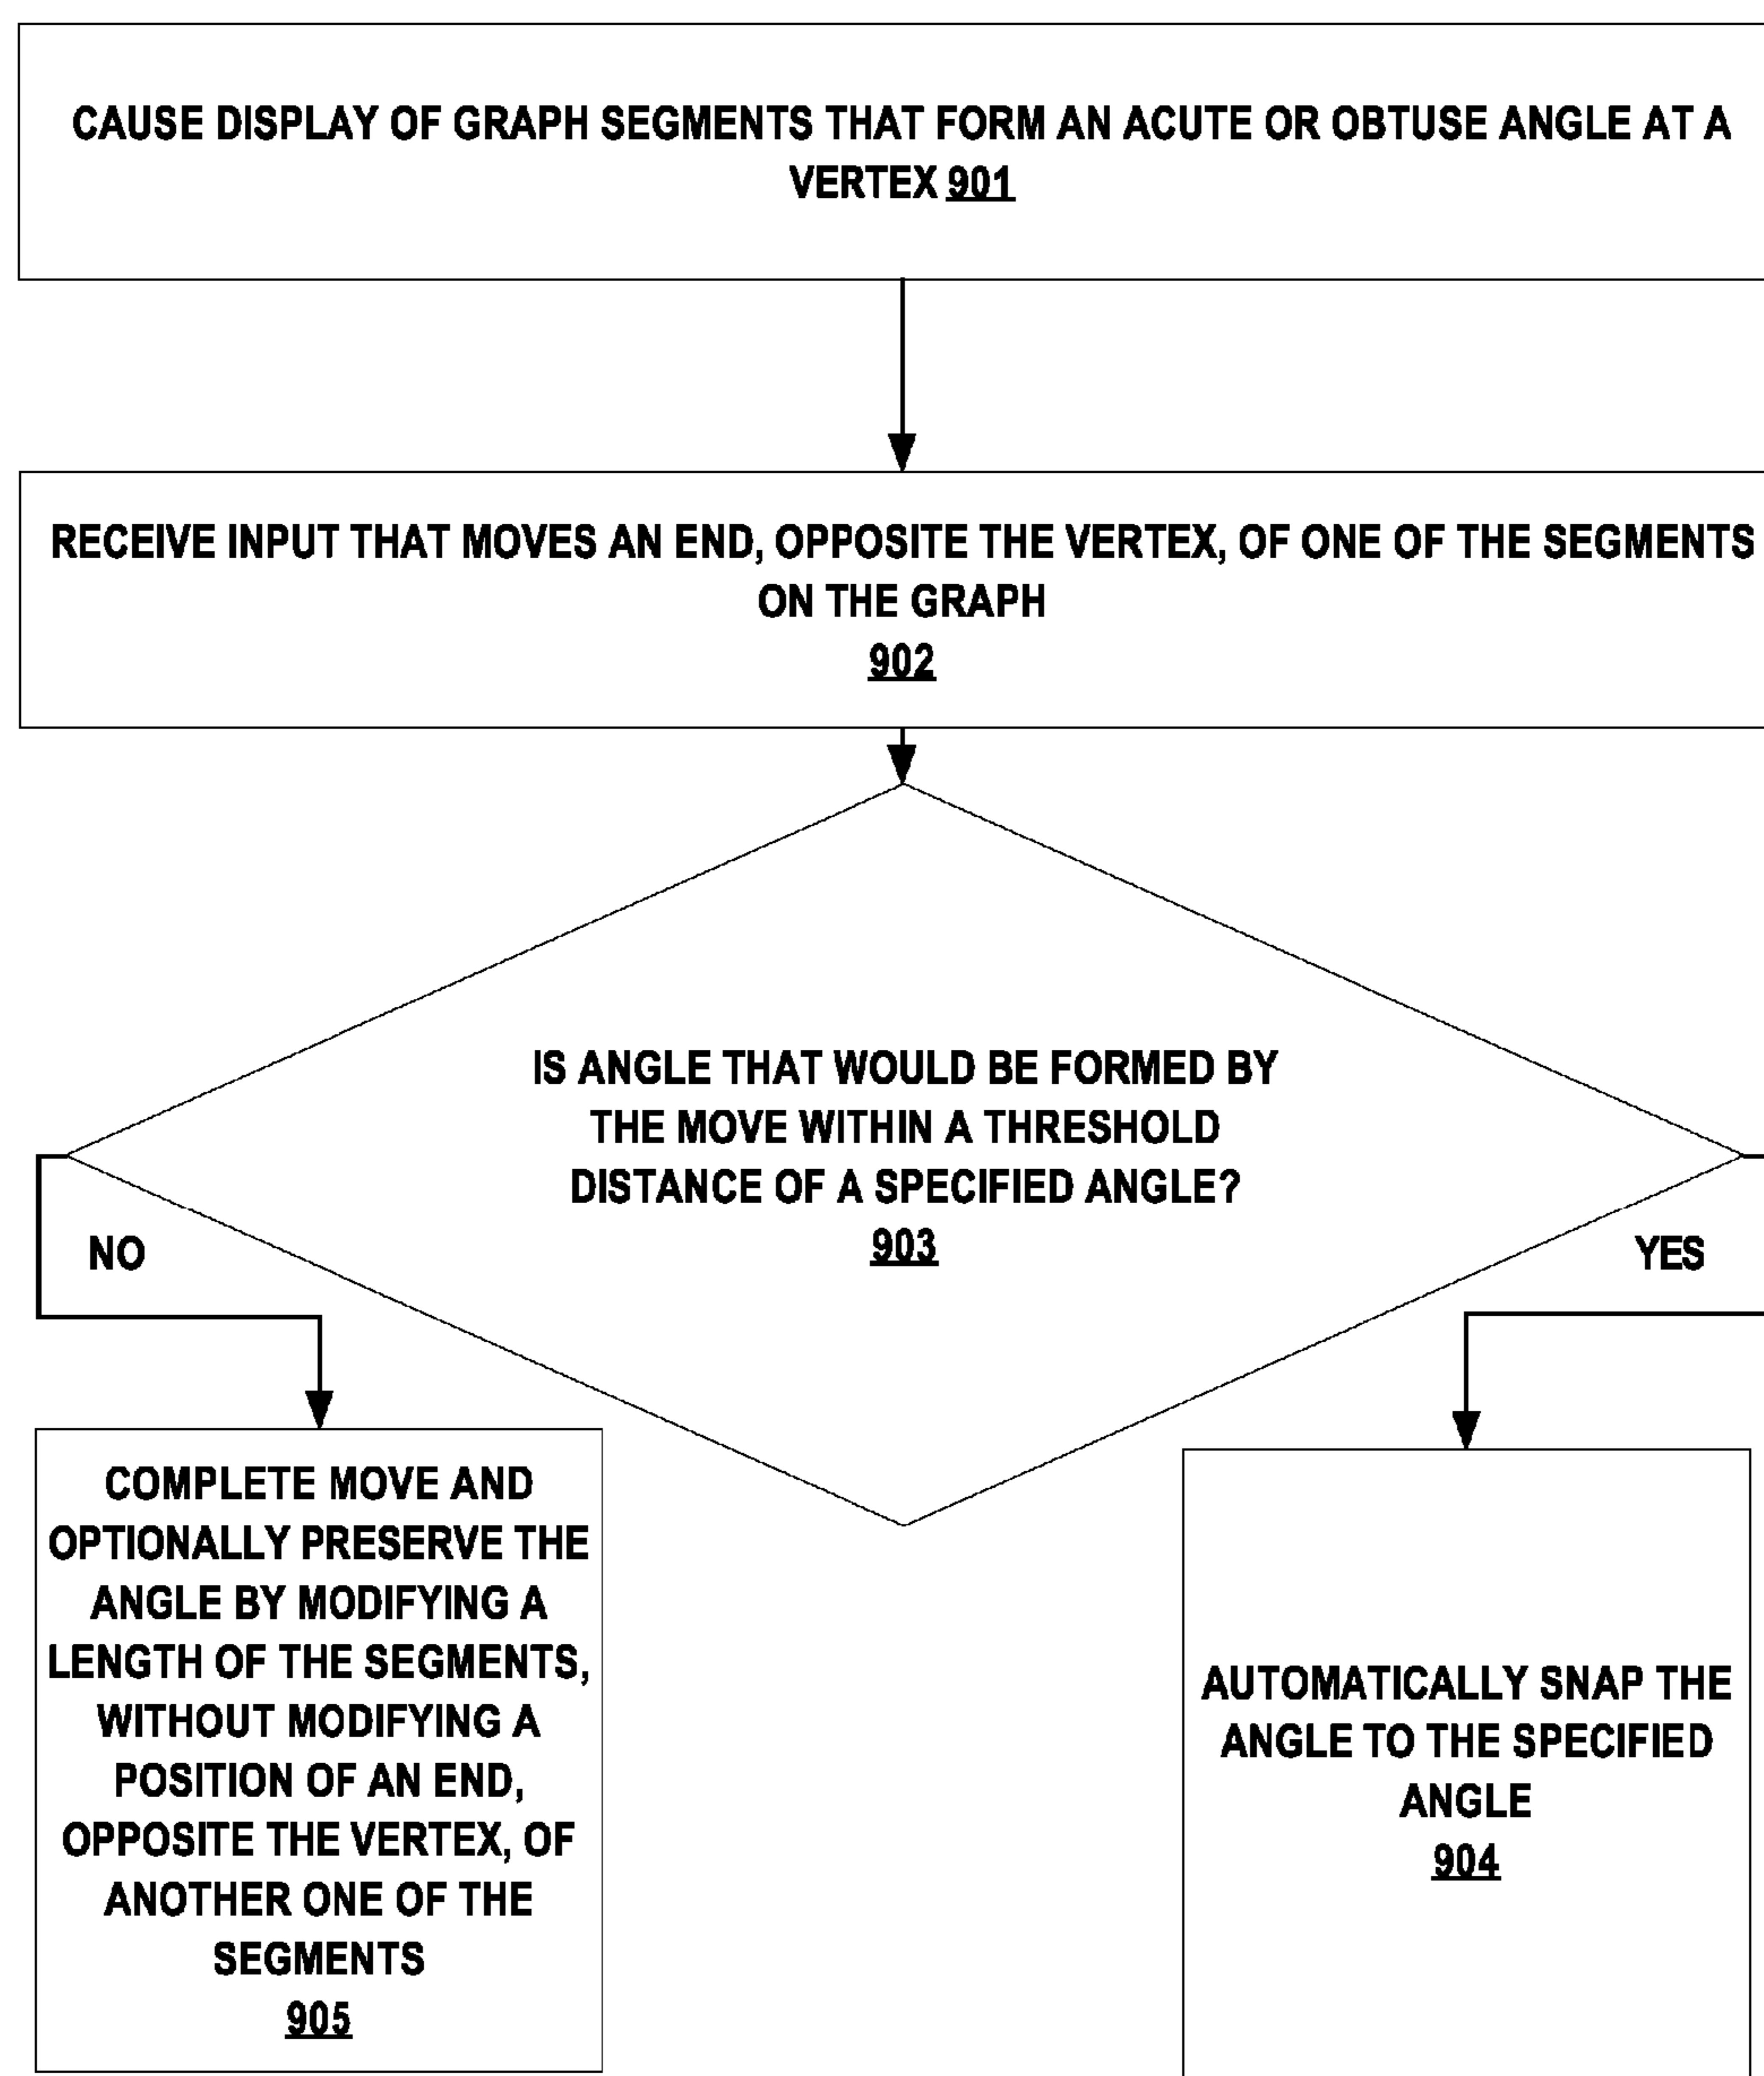 CAUSE DISPLAY OF GRAPH SEGMENTS THAT FORM AN ACUTE OR OBTUSE ANGLE AT A
VERTEX 901
RECEIVE INPUT THAT MOVES AN END, OPPOSITE THE VERTEX, OF ONE OF THE SEGMENTS
ON THE GRAPH
902
IS ANGLE THAT WOULD BE FORMED BY
THE MOVE WITHIN A THRESHOLD
DISTANCE OF A SPECIFIED ANGLE?
903
NO
YES
COMPLETE MOVE AND
OPTIONALLY PRESERVE THE
ANGLE BY MODIFYING A
LENGTH OF THE SEGMENTS,
WITHOUT MODIFYING A
POSITION OF AN END,
OPPOSITE THE VERTEX, OF
ANOTHER ONE OF THE
SEGMENTS
905
AUTOMATICALLY SNAP THE
ANGLE TO THE SPECIFIED
ANGLE
904